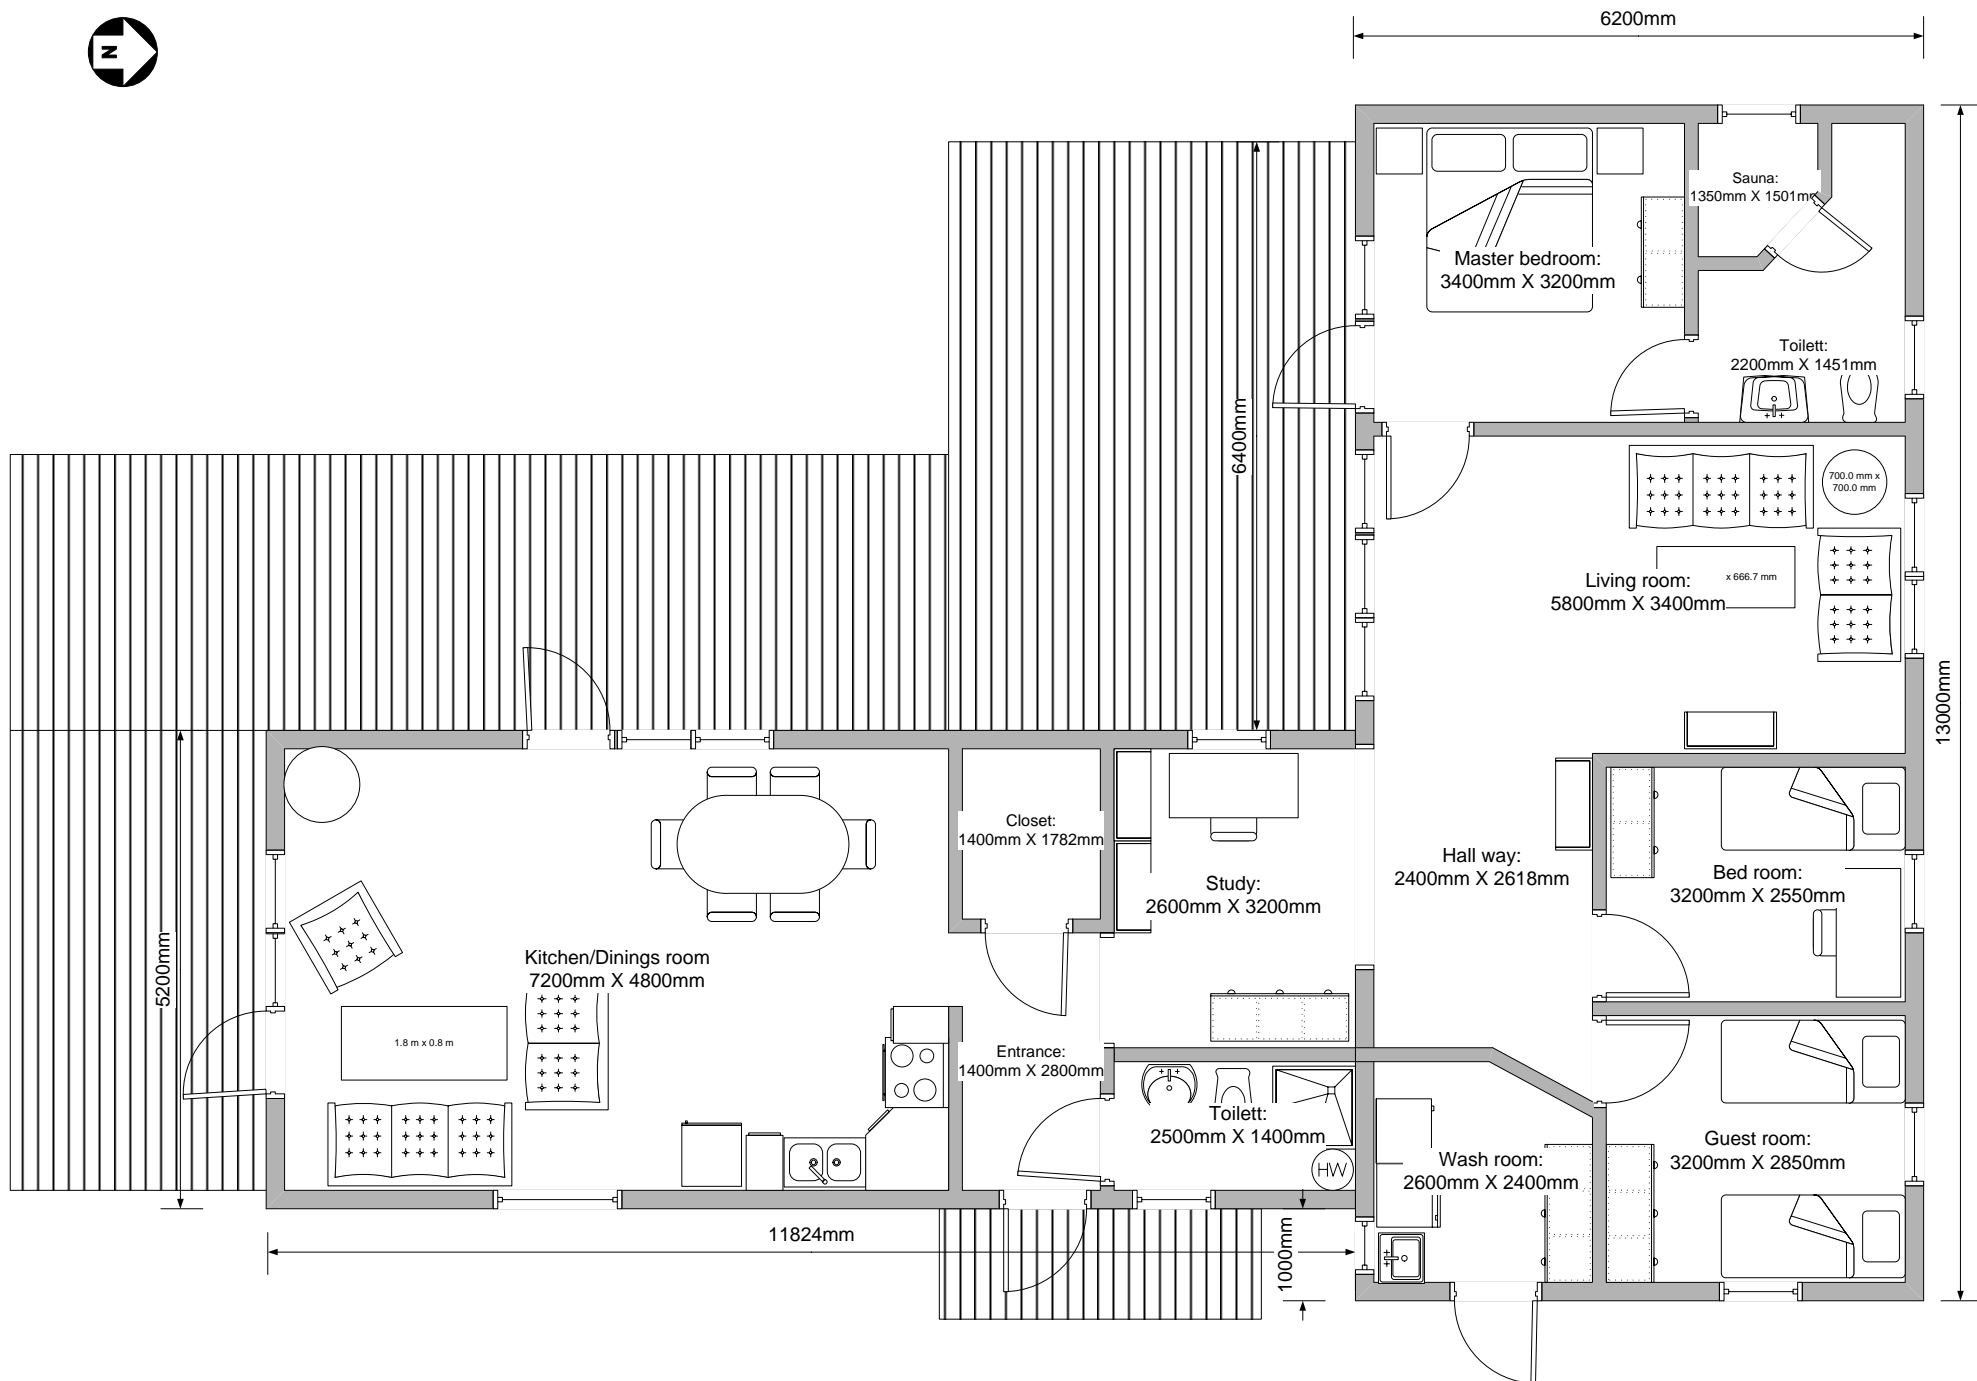 6200mm
N
Sauna:
1350mm X 1501m
Master bedroom:
3400mm X 3200mm
Toilett:
2200mm X 1451mm
6400mm
700.0 mm x
700.0 mm
Living room:
5800mm X 3400mm
x 666.7 mm
13000mm
Closet:
1400mm X 1782mm
Study:
2600mm X 3200mm
Hall way:
2400mm X 2618mm
Bed room:
3200mm X 2550mm
Kitchen/Dinings room
7200mm X 4800mm
5200mm
1.8 m x 0.8 m
Entrance:
1400mm X 2800mm
Toilett:
2500mm X 1400mm
HW
Wash room:
2600mm X 2400mm
Guest room:
3200mm X 2850mm
11824mm
1000mm